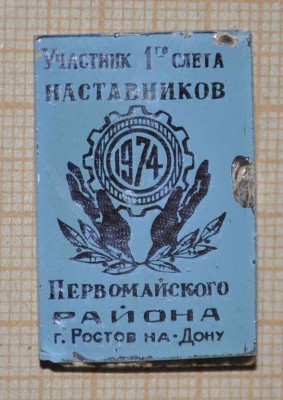 Участник 1го слета
наставников
1974
Первомайского
района
г. Ростов на-Дону